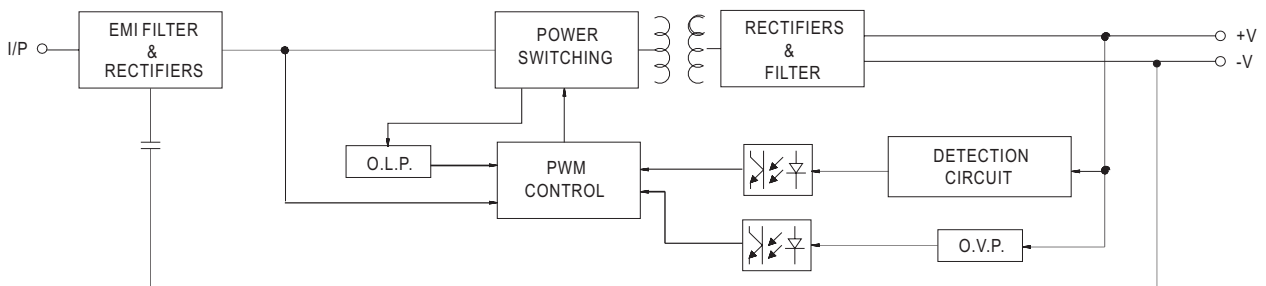 I/P
EMI FILTER
&
RECTIFIERS
POWER
SWITCHING
RECTIFIERS
&
FILTER
+V
-V
O.L.P.
PWM
CONTROL
DETECTION
CIRCUIT
O.V.P.